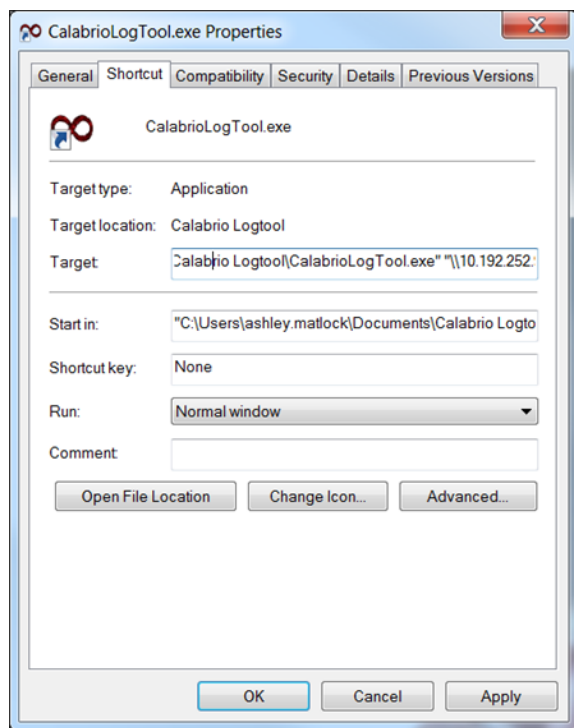 CalabrioLogTool.exe Properties
General Shortcut Compatibility Security Details Previous Versions
CalabrioLogTool.exe
Target type: Application
Target location: Calabrio Logtool
Target: Calabrio Logtool\CalabrioLogTool.exe" "\\10.192.252.
Start in: "C:\Users\ashley.matlock\Documents\Calabrio Logto
Shortcut key: None
Run: Normal window
Comment:
Open File Location Change Icon... Advanced...
OK Cancel Apply